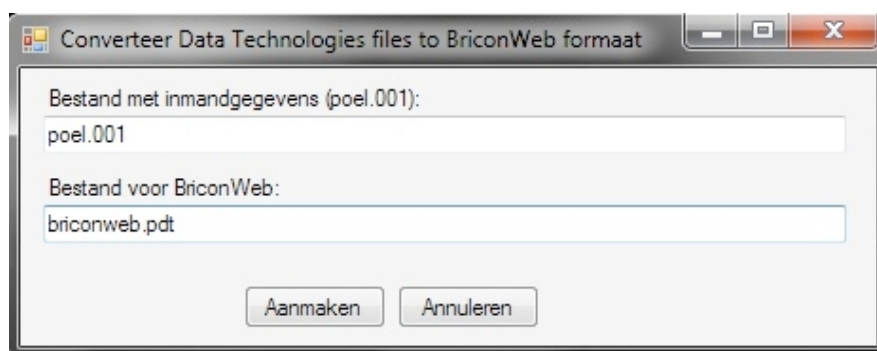 Converteer Data Technologies files to BriconWeb formaat
Bestand met inmandgegevens (poel.001):
poel.001
Bestand voor BriconWeb:
briconweb.pdt
Aanmaken Annuleren